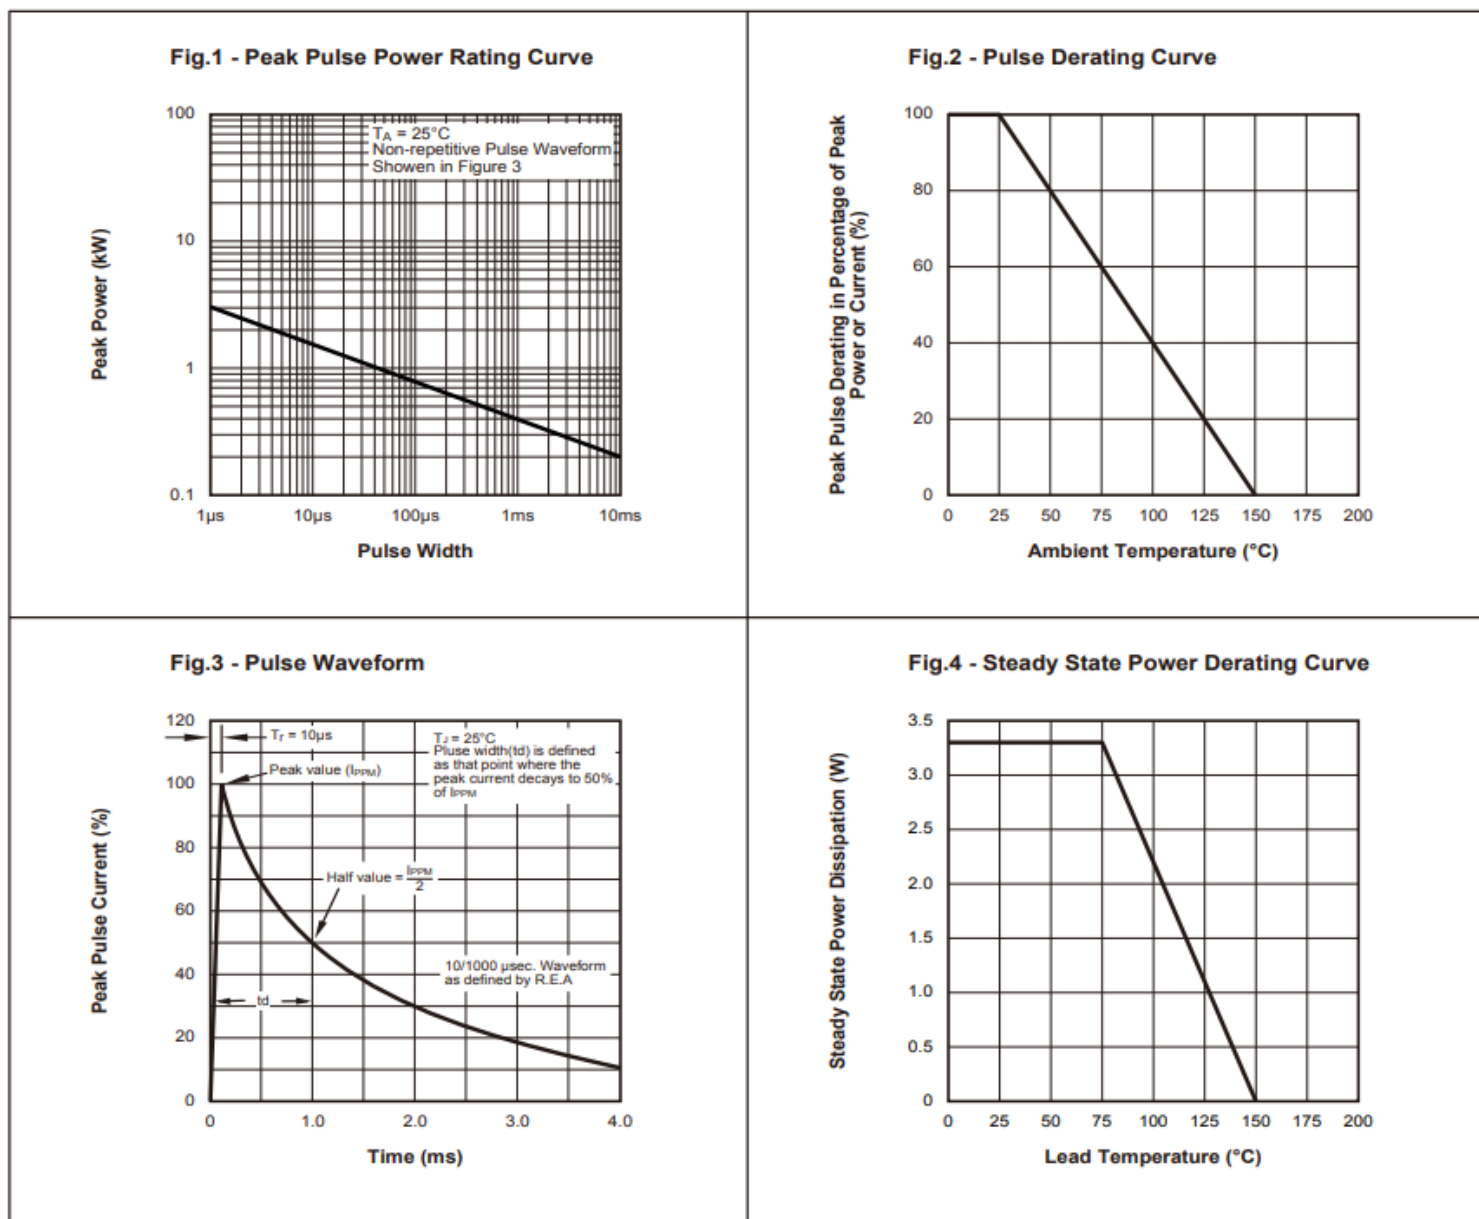 Fig.1 - Peak Pulse Power Rating Curve
100
10
1
0.1
Peak Power (kW)
TA = 25°C
Non-repetitive Pulse Waveform
Showen in Figure 3
1μs 10μs 100μs 1ms 10ms
Pulse Width
Fig.2 - Pulse Derating Curve
Peak Pulse Derating in Percentage of Peak
Power or Current (%)
100
80
60
40
20
0
0 25 50 75 100 125 150 175 200
Ambient Temperature (°C)
Fig.3 - Pulse Waveform
Peak Pulse Current (%)
120
100
80
60
40
20
0
Tr = 10μs
Peak value (IPPM)
TJ = 25°C
Pluse width(td) is defined
as that point where the
peak current decays to 50%
of IPPM
Half value = IPPM
2
10/1000 μsec. Waveform
as defined by R.E.A
td
0 1.0 2.0 3.0 4.0
Time (ms)
Fig.4 - Steady State Power Derating Curve
Steady State Power Dissipation (W)
3.5
3.0
2.5
2.0
1.5
1.0
0.5
0
0 25 50 75 100 125 150 175 200
Lead Temperature (°C)